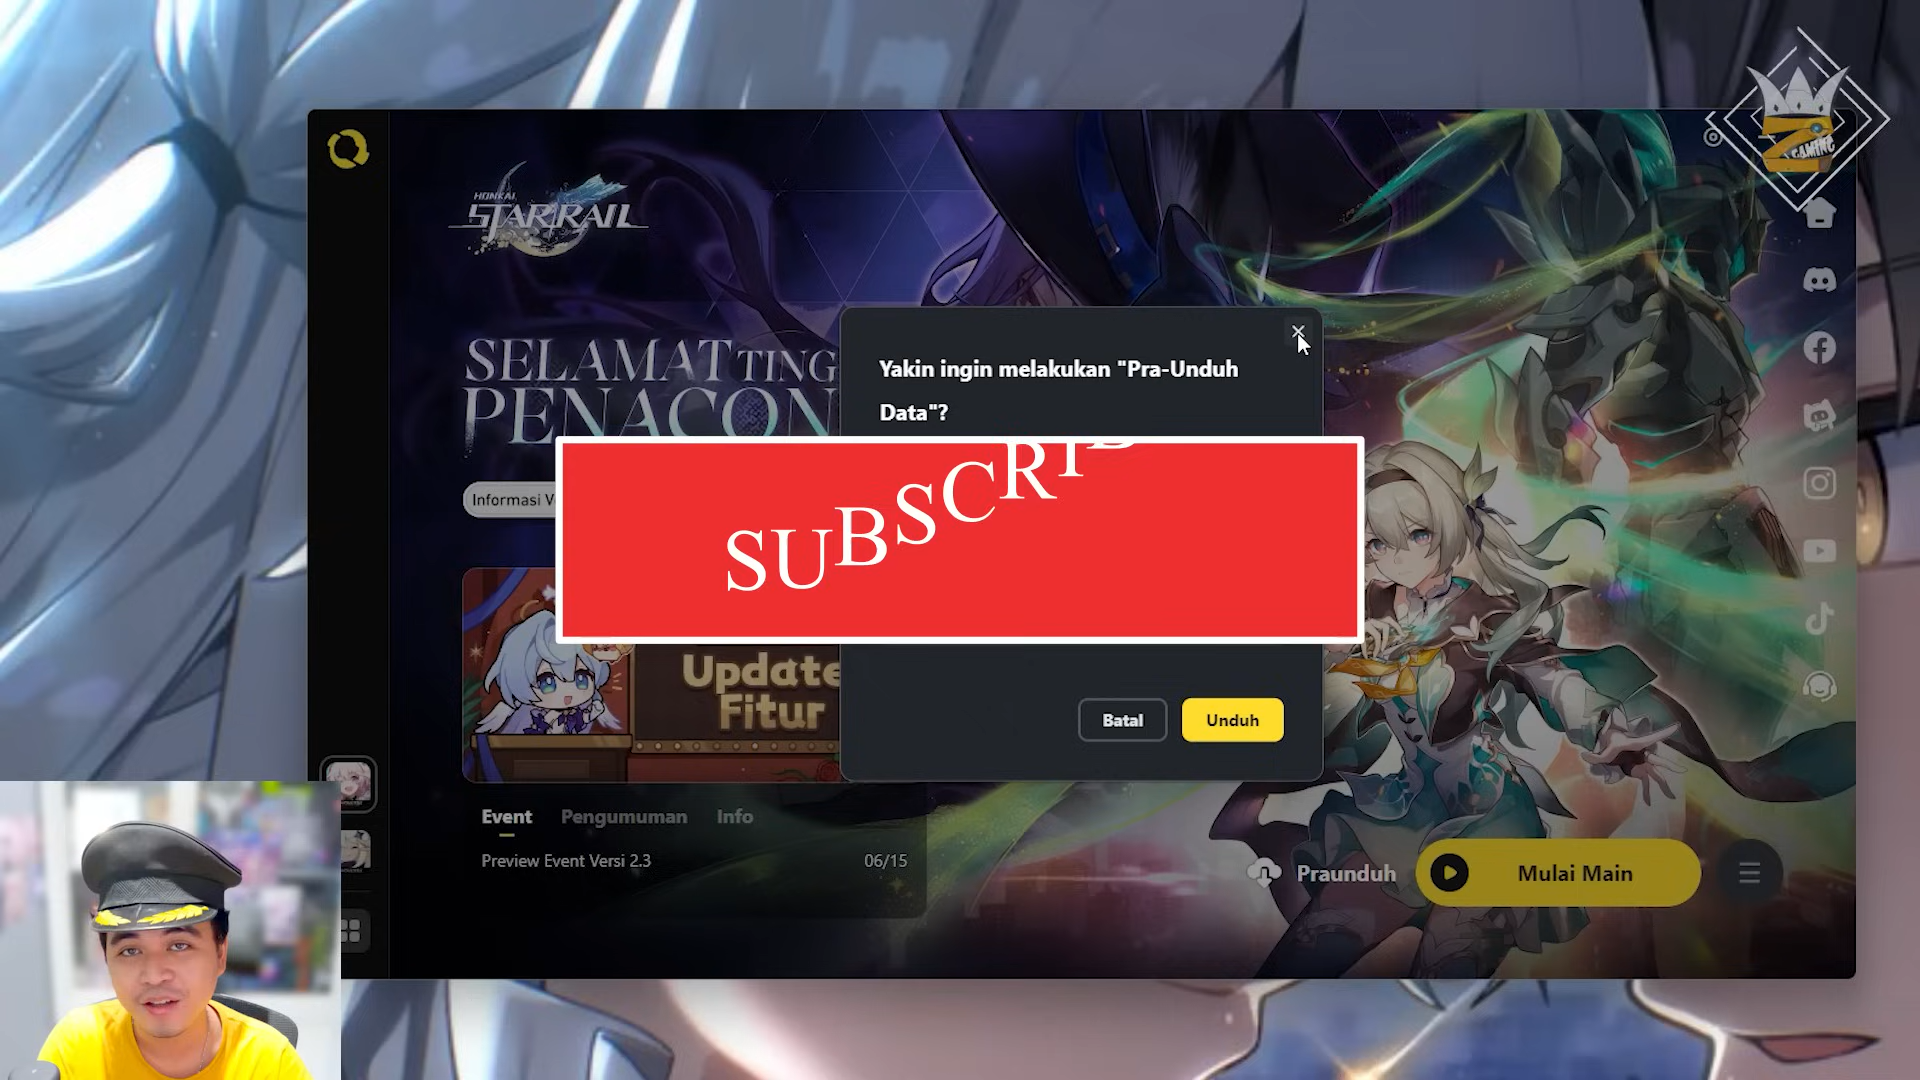 GAMING
HONKAI
STAR RAIL
SELAMAT TING
PENACON
Yakin ingin melakukan "Pra-Unduh
Data"?
Informasi V
SUBSCRIB
Update
Fitur
Batal
Unduh
Event
Pengumuman
Info
Preview Event Versi 2.3
06/15
Praunduh
Mulai Main